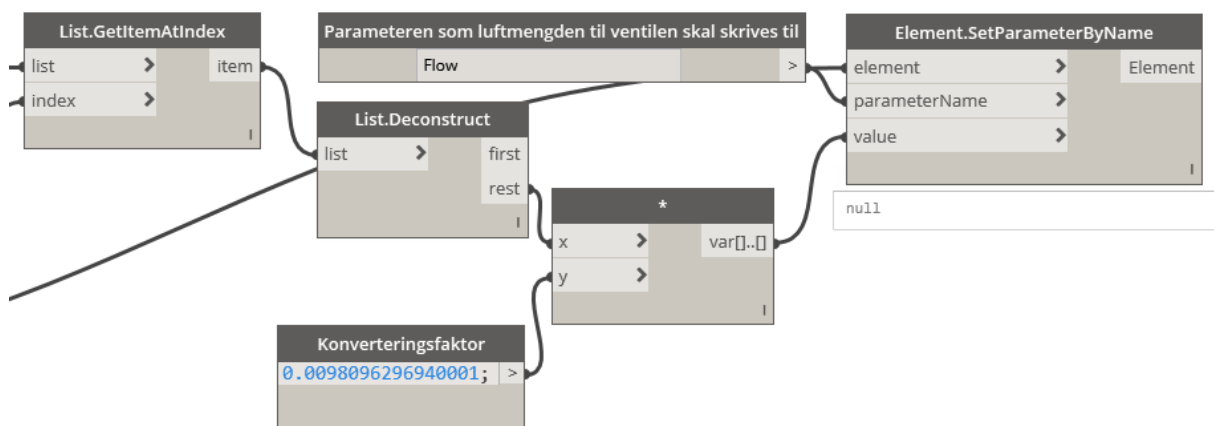 List.GetItemAtIndex
list > item
index >
Parameteren som luftmengden til ventilen skal skrives til
Flow >
Element.SetParameterByName
element > Element
parameterName >
value >
null
List.Deconstruct
list > first
rest
*
x > var[]..[]
y >
Konverteringsfaktor
0.0098096296940001; >